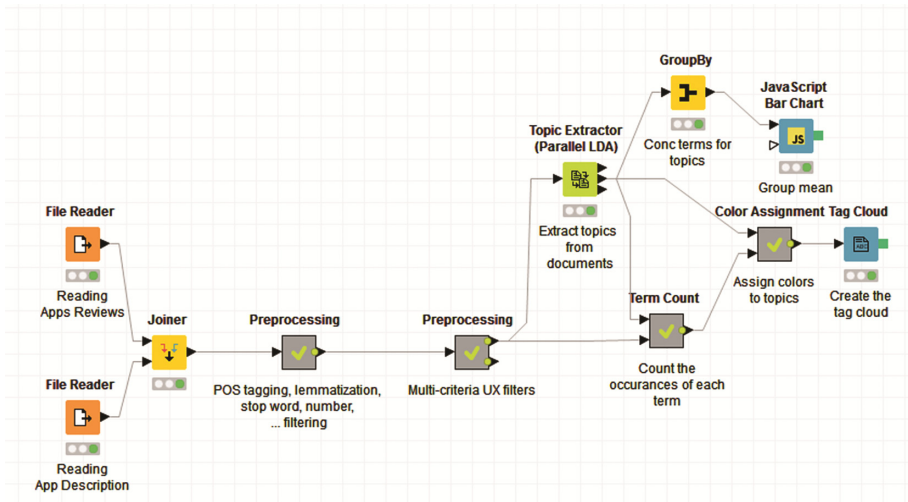 GroupBy
Conc terms for
topics
JavaScript
Bar Chart
JS
Group mean
Topic Extractor
(Parallel LDA)
Extract topics
from
documents
File Reader
Reading
Apps Reviews
Joiner
File Reader
Reading
App Description
Preprocessing
POS tagging, lemmatization,
stop word, number,
... filtering
Preprocessing
Multi-criteria UX filters
Term Count
Count the
occurances of each
term
Color Assignment
Assign colors
to topics
Tag Cloud
Create the
tag cloud